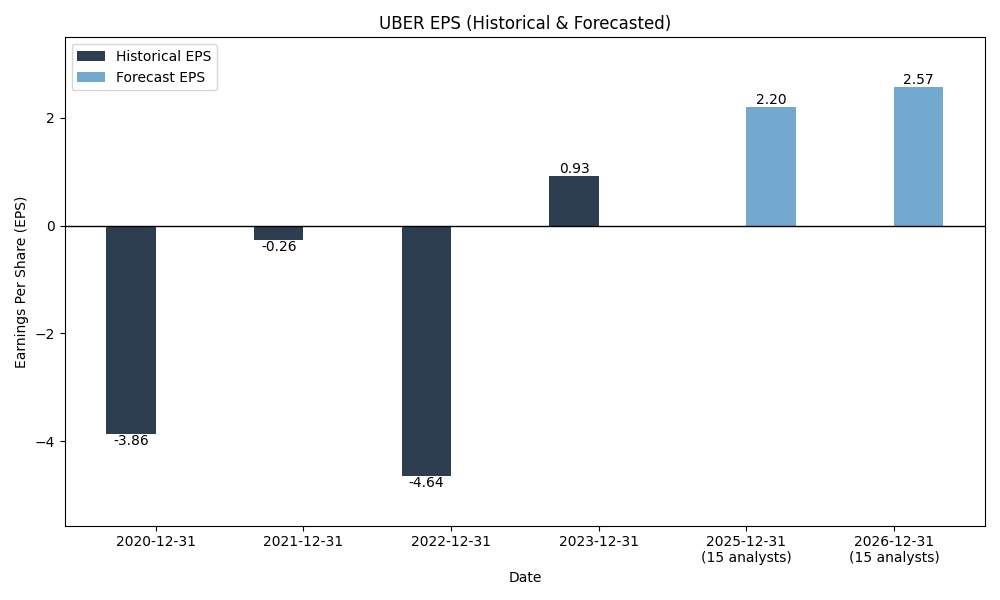 UBER EPS (Historical & Forecasted)
Historical EPS
Forecast EPS
Earnings Per Share (EPS)
2
0
−2
−4
-3.86
-0.26
-4.64
0.93
2.20
2.57
2020-12-31
2021-12-31
2022-12-31
2023-12-31
2025-12-31
(15 analysts)
2026-12-31
(15 analysts)
Date